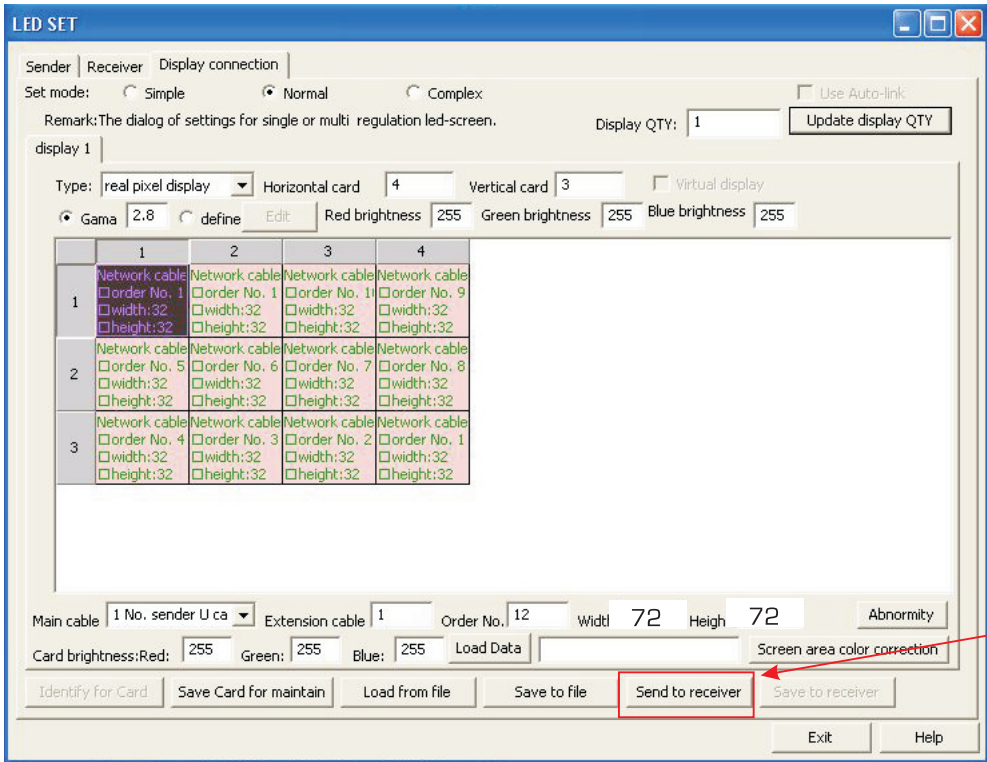 LED SET
Sender Receiver Display connection
Set mode: Simple Normal Complex Use Auto-link
Remark:The dialog of settings for single or multi regulation led-screen. Display QTY: 1 Update display QTY
display 1
Type: real pixel display Horizontal card 4 Vertical card 3 Virtual display
Gama 2.8 define Edit Red brightness 255 Green brightness 255 Blue brightness 255
1 2 3 4
Network cable Network cable Network cable Network cable
1 order No. 1 order No. 1 order No. 1 order No. 9
width:32 width:32 width:32 width:32
height:32 height:32 height:32 height:32
Network cable Network cable Network cable Network cable
2 order No. 5 order No. 6 order No. 7 order No. 8
width:32 width:32 width:32 width:32
height:32 height:32 height:32 height:32
Network cable Network cable Network cable Network cable
3 order No. 4 order No. 3 order No. 2 order No. 1
width:32 width:32 width:32 width:32
height:32 height:32 height:32 height:32
Main cable 1 No. sender U ca Extension cable 1 Order No. 12 Widtl 72 Heigh 72 Abnormity
Card brightness:Red: 255 Green: 255 Blue: 255 Load Data Screen area color correction
Identify for Card Save Card for maintain Load from file Save to file Send to receiver Save to receiver
Exit Help